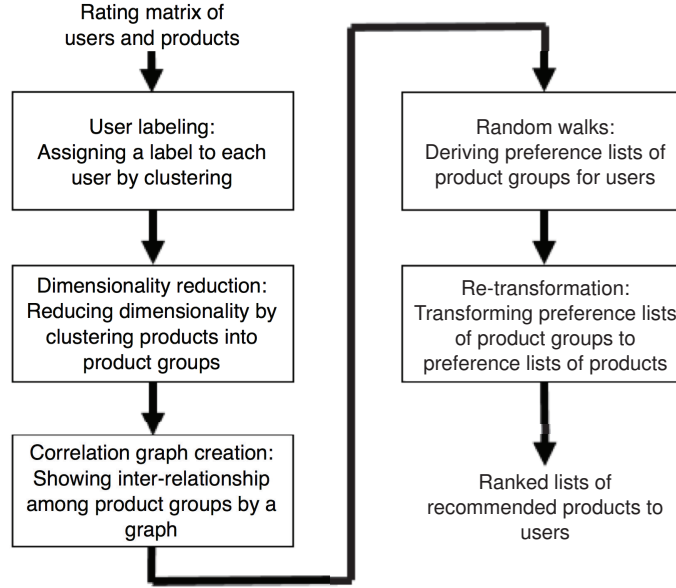 Rating matrix of
users and products
User labeling:
Assigning a label to each
user by clustering
Dimensionality reduction:
Reducing dimensionality by
clustering products into
product groups
Correlation graph creation:
Showing inter-relationship
among product groups by a
graph
Random walks:
Deriving preference lists of
product groups for users
Re-transformation:
Transforming preference lists
of product groups to
preference lists of products
Ranked lists of
recommended products to
users